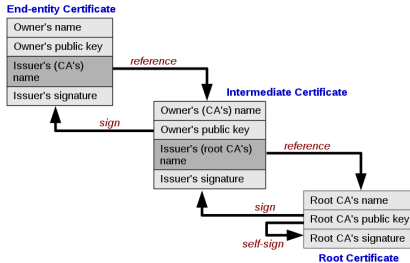 End-entity Certificate
Owner's name
Owner's public key
Issuer's (CA's)
name
Issuer's signature
reference
sign
Intermediate Certificate
Owner's (CA's) name
Owner's public key
Issuer's (root CA's)
name
Issuer's signature
reference
sign
Root CA's name
Root CA's public key
Root CA's signature
self-sign
Root Certificate